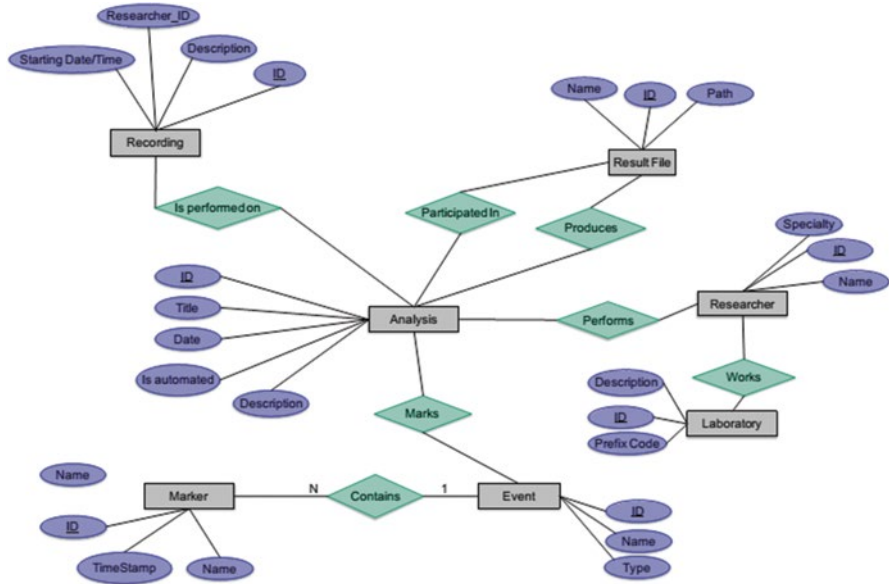 Researcher_ID
Starting Date/Time
Description
ID
Recording
Name
ID
Path
Result File
Is performed on
Participated In
Produces
Specialty
ID
Name
Researcher
ID
Title
Date
Is automated
Description
Analysis
Performs
Works
Description
ID
Prefix Code
Laboratory
Marks
Name
Marker
N
Contains
1
Event
ID
TimeStamp
Name
ID
Name
Type